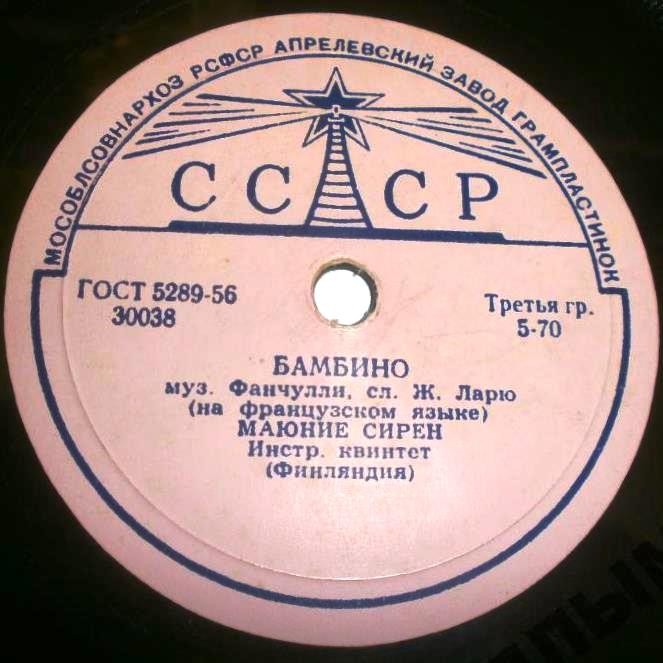 МОСОБЛСОВНАРХОЗ РСФСР АПРЕЛЕВСКИЙ ЗАВОД ГРАМПЛАСТИНОК
СССР
ГОСТ 5289-56
30038
Третья гр.
5-70
БАМБИНО
муз. Фанчулли, сл. Ж. Ларю
(на французском языке)
МАЮНИЕ СИРЕН
Инстр. квинтет
(Финляндия)